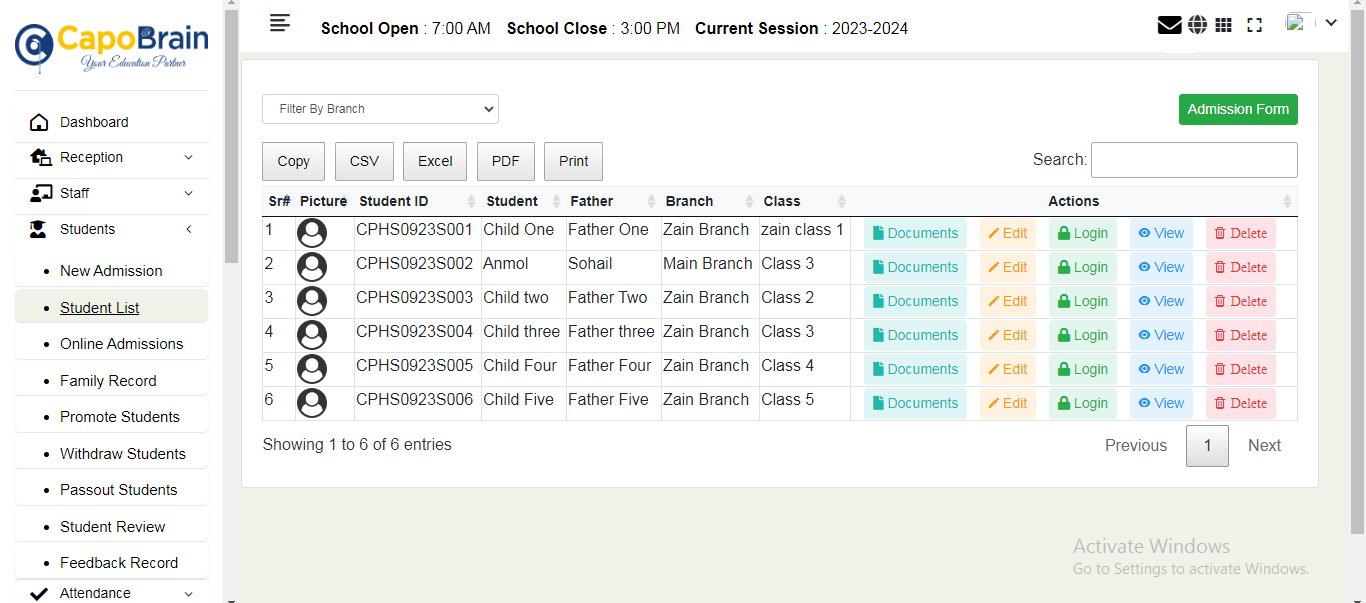 CapoBrain
Your Education Partner
School Open : 7:00 AM School Close : 3:00 PM Current Session : 2023-2024
Dashboard
Reception
Staff
Students
New Admission
Student List
Online Admissions
Family Record
Promote Students
Withdraw Students
Passout Students
Student Review
Feedback Record
Attendance
Filter By Branch
Admission Form
Copy CSV Excel PDF Print
Search:
Sr# Picture Student ID Student Father Branch Class Actions
1 CPHS0923S001 Child One Father One Zain Branch zain class 1 Documents Edit Login View Delete
2 CPHS0923S002 Anmol Sohail Main Branch Class 3 Documents Edit Login View Delete
3 CPHS0923S003 Child two Father Two Zain Branch Class 2 Documents Edit Login View Delete
4 CPHS0923S004 Child three Father three Zain Branch Class 3 Documents Edit Login View Delete
5 CPHS0923S005 Child Four Father Four Zain Branch Class 4 Documents Edit Login View Delete
6 CPHS0923S006 Child Five Father Five Zain Branch Class 5 Documents Edit Login View Delete
Showing 1 to 6 of 6 entries
Previous 1 Next
Activate Windows
Go to Settings to activate Windows.